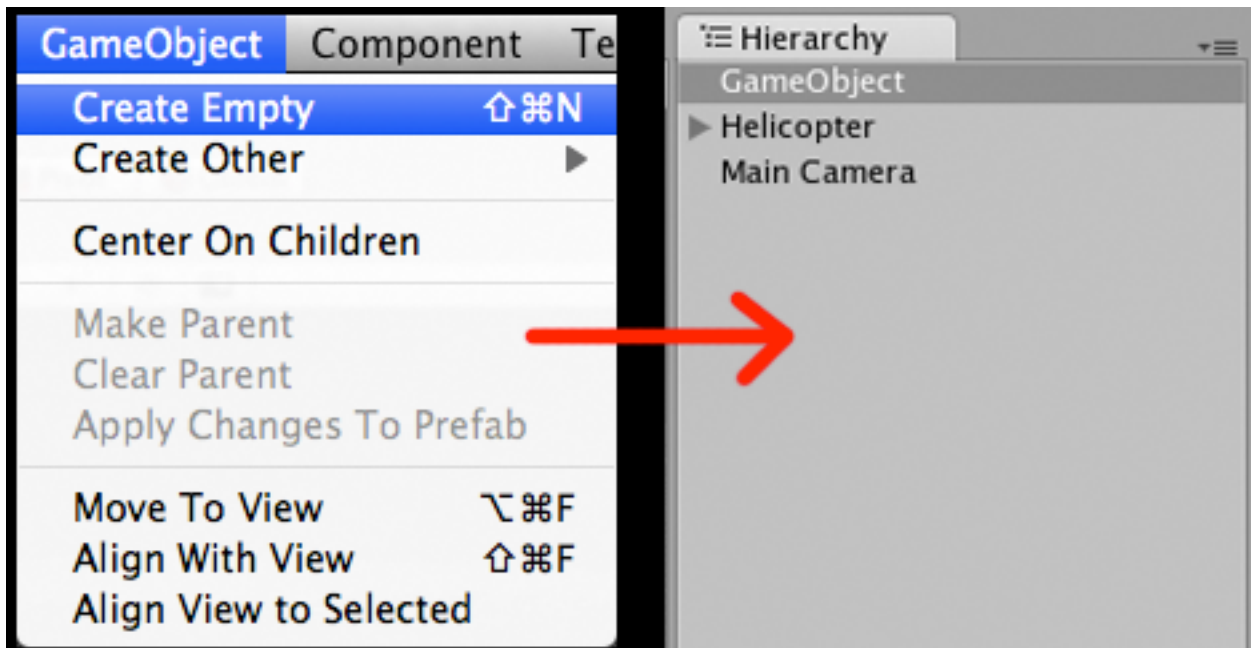 GameObject Component Te
Create Empty ⇧⌘N
Create Other
Center On Children
Make Parent
Clear Parent
Apply Changes To Prefab
Move To View ⌥⌘F
Align With View ⇧⌘F
Align View to Selected
Hierarchy
GameObject
Helicopter
Main Camera